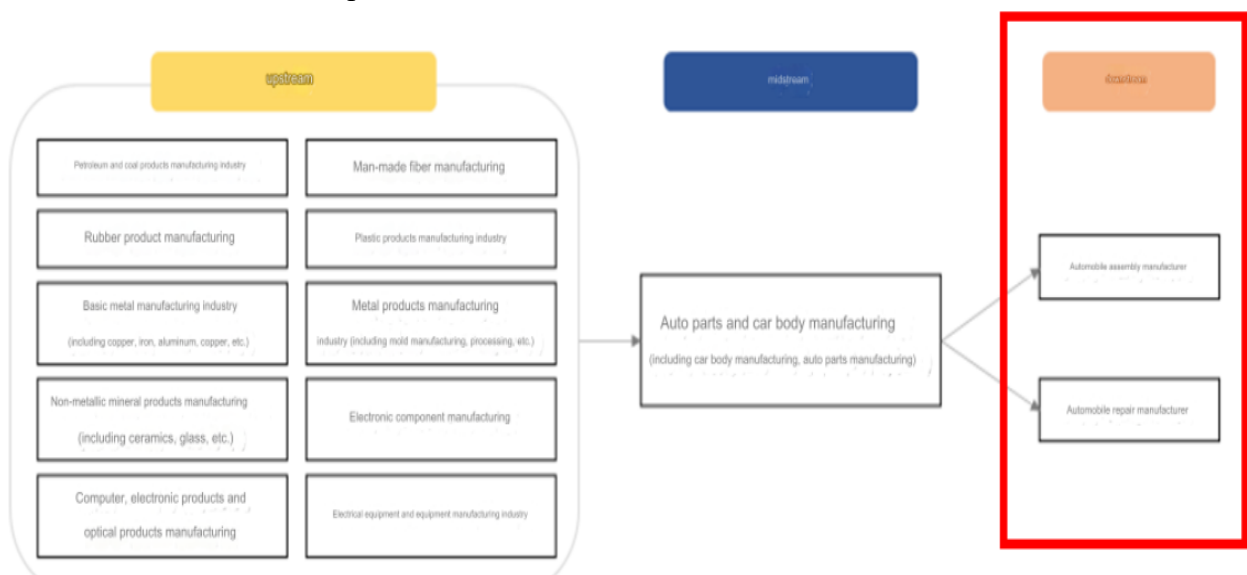 upstream
midstream
downstream
Petroleum and coal products manufacturing industry
Man-made fiber manufacturing
Rubber product manufacturing
Plastic products manufacturing industry
Basic metal manufacturing industry
(including copper, iron, aluminum, copper, etc.)
Metal products manufacturing
industry (including mold manufacturing, processing, etc.)
Non-metallic mineral products manufacturing
(including ceramics, glass, etc.)
Electronic component manufacturing
Computer, electronic products and
optical products manufacturing
Electrical equipment and equipment manufacturing industry
Auto parts and car body manufacturing
(including car body manufacturing, auto parts manufacturing)
Automobile assembly manufacturer
Automobile repair manufacturer